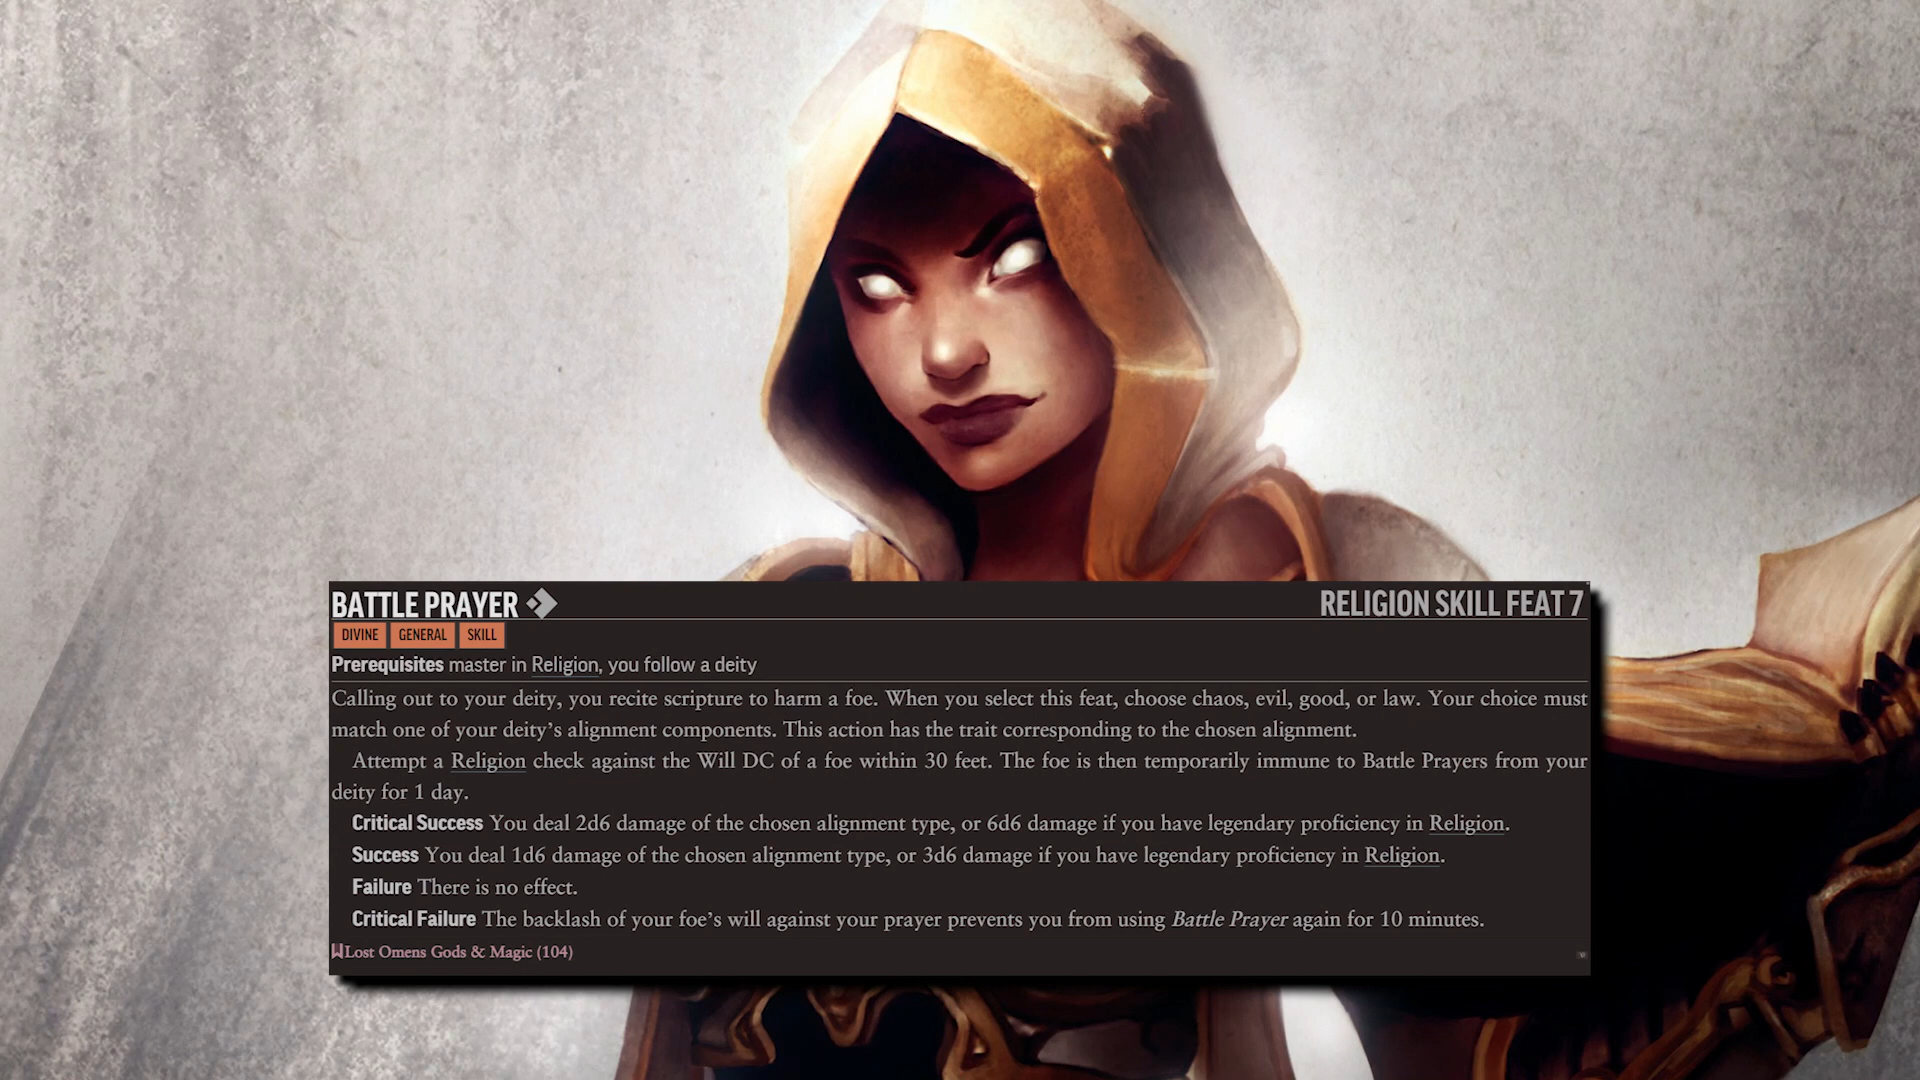 BATTLE PRAYER
RELIGION SKILL FEAT 7
DIVINE GENERAL SKILL
Prerequisites master in Religion, you follow a deity
Calling out to your deity, you recite scripture to harm a foe. When you select this feat, choose chaos, evil, good, or law. Your choice must
match one of your deity's alignment components. This action has the trait corresponding to the chosen alignment.
Attempt a Religion check against the Will DC of a foe within 30 feet. The foe is then temporarily immune to Battle Prayers from your
deity for 1 day.
Critical Success You deal 2d6 damage of the chosen alignment type, or 6d6 damage if you have legendary proficiency in Religion.
Success You deal 1d6 damage of the chosen alignment type, or 3d6 damage if you have legendary proficiency in Religion.
Failure There is no effect.
Critical Failure The backlash of your foe's will against your prayer prevents you from using Battle Prayer again for 10 minutes.
Lost Omens Gods & Magic (104)